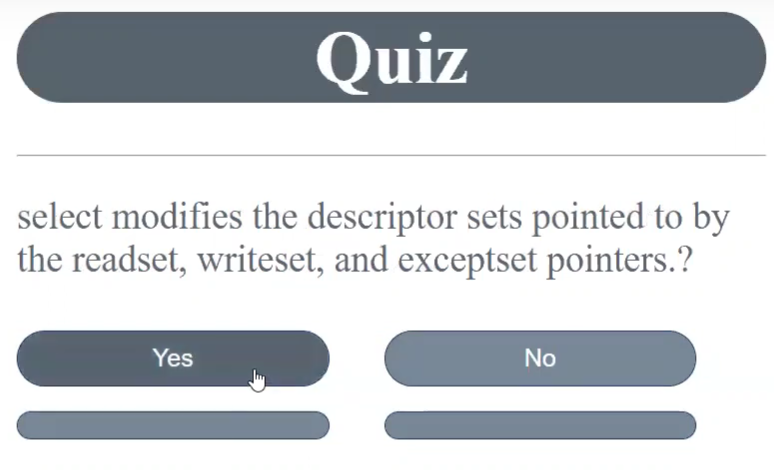 Quiz
select modifies the descriptor sets pointed to by
the readset, writeset, and exceptset pointers.?
Yes
No